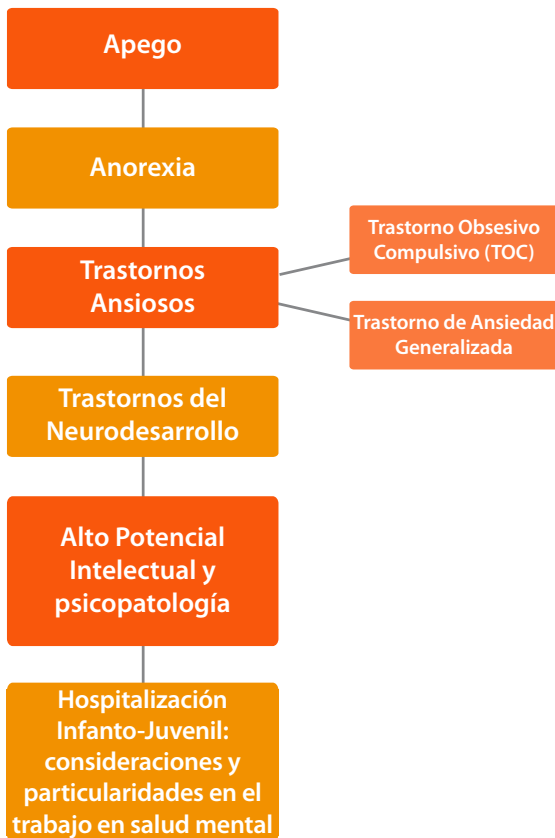 Apego
Anorexia
Trastornos
Ansiosos
Trastorno Obsesivo
Compulsivo (TOC)
Trastorno de Ansiedad
Generalizada
Trastornos del
Neurodesarrollo
Alto Potencial
Intelectual y
psicopatología
Hospitalización
Infanto-Juvenil:
consideraciones y
particularidades en el
trabajo en salud mental